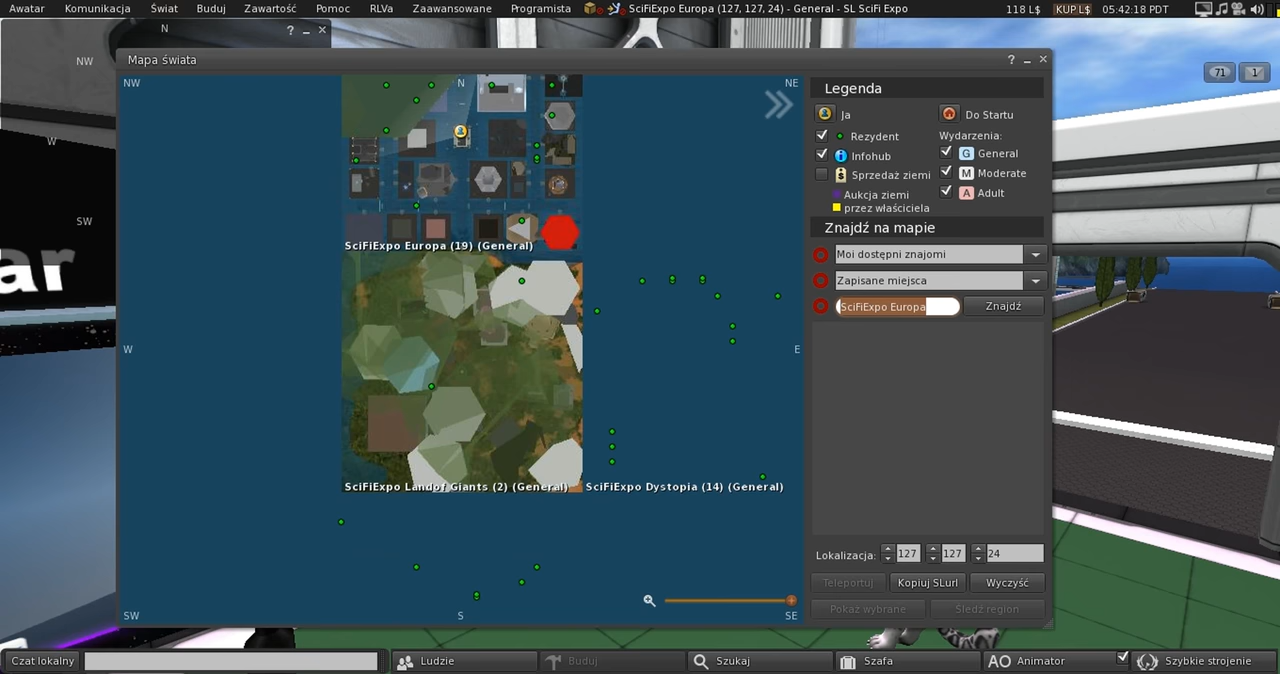 Awatar Komunikacja Świat Buduj Zawartość Pomoc RLVa Zaawansowane Programista SciFiExpo Europa (127, 127, 24) - General - SL SciFi Expo 118 L$ KUP L$ 05:42:18 PDT
N ? _ ×
NW
W
SW
ar
71 1
Mapa świata ? _ ×
NW N NE
W E
SW S SE
SciFiExpo Europa (19) (General)
SciFiExpo Landof Giants (2) (General)
SciFiExpo Dystopia (14) (General)
Legenda
Ja Do Startu
Rezydent Wydarzenia:
Infohub G General
Sprzedaż ziemi M Moderate
Aukcja ziemi A Adult
przez właściciela
Znajdź na mapie
Moi dostępni znajomi
Zapisane miejsca
SciFiExpo Europa Znajdź
Lokalizacja: 127 127 24
Teleportuj Kopiuj SLurl Wyczyść
Pokaż wybrane Śledź region
Czat lokalny Ludzie Buduj Szukaj Szafa AO Animator Szybkie strojenie